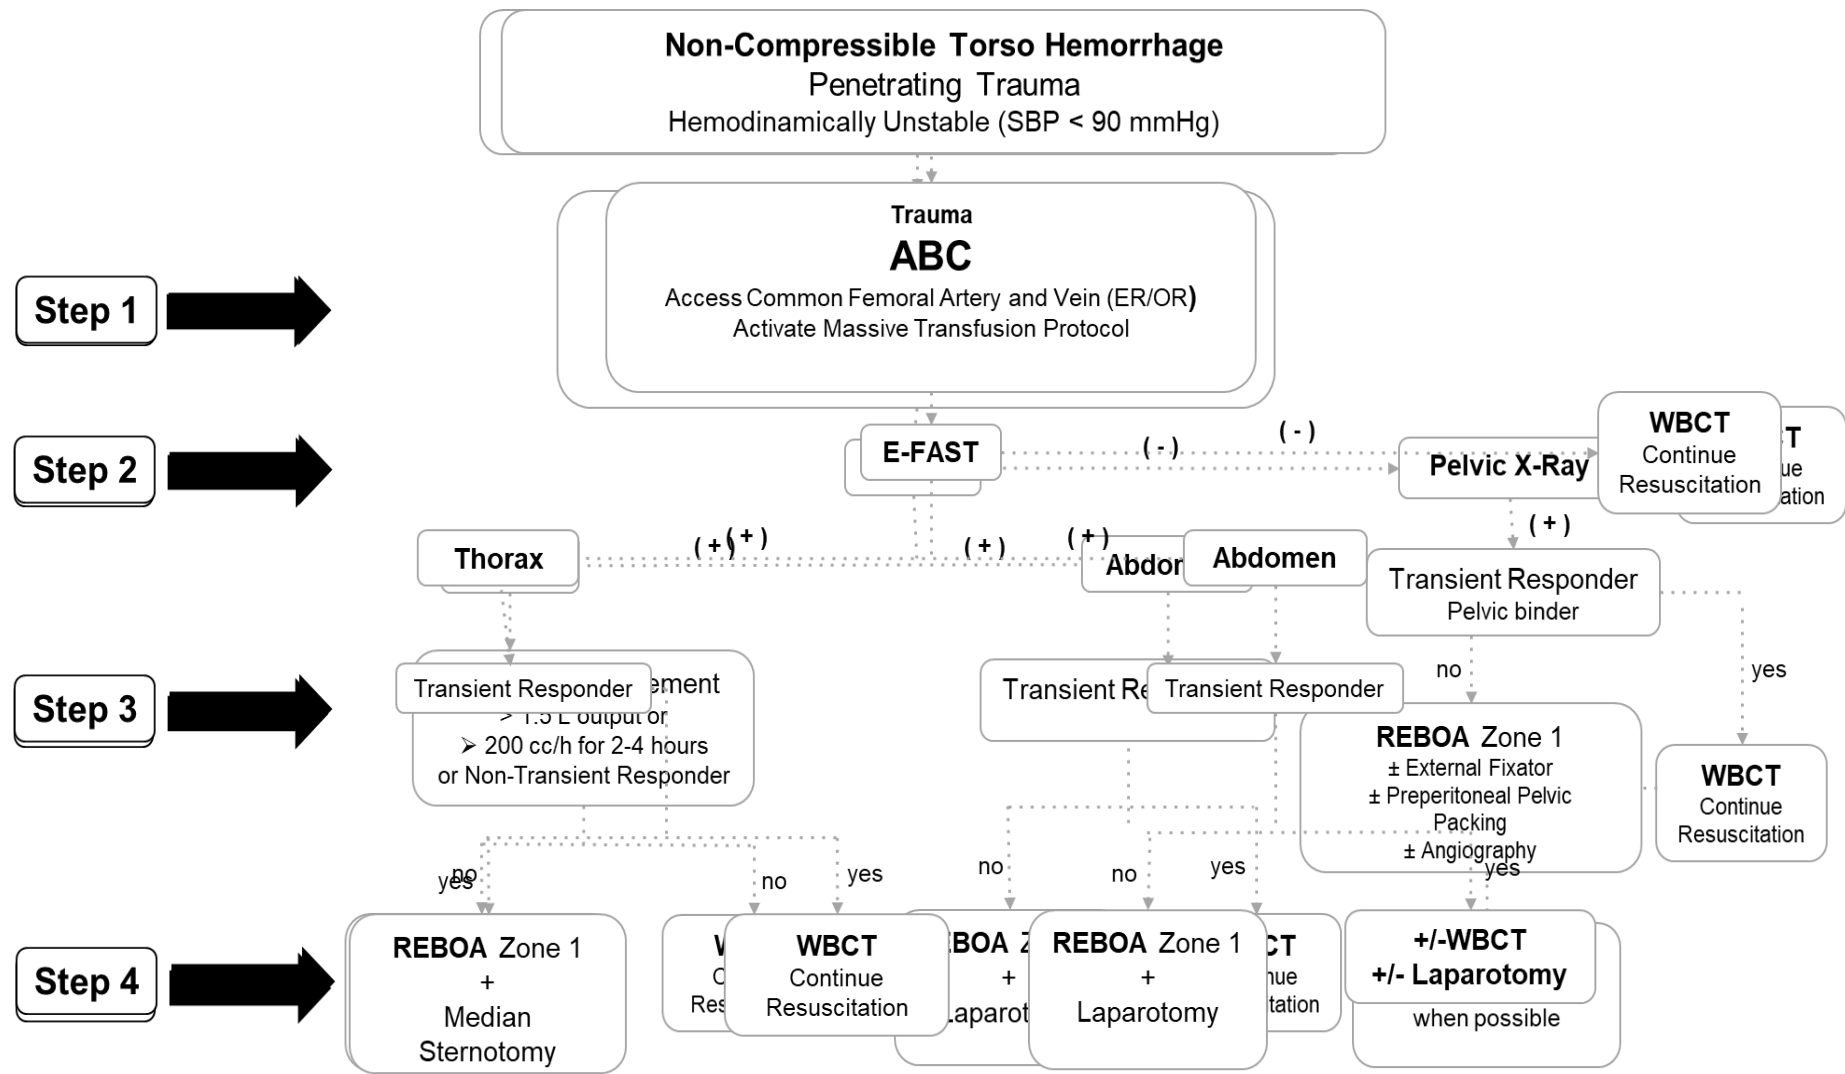 Non-Compressible Torso Hemorrhage
Penetrating Trauma
Hemodinamically Unstable (SBP < 90 mmHg)
Trauma
ABC
Access Common Femoral Artery and Vein (ER/OR)
Activate Massive Transfusion Protocol
Step 1
Step 2
E-FAST
( - )
( - )
Pelvic X-Ray
WBCT
Continue
Resuscitation
( + )
Thorax
( + )
( + )
( + )
( + )
Abdomen
Transient Responder
Pelvic binder
no
yes
Step 3
Transient Responder
> 1.5 L output or
➢ 200 cc/h for 2-4 hours
or Non-Transient Responder
Transient
Transient Responder
REBOA Zone 1
± External Fixator
± Preperitoneal Pelvic
Packing
± Angiography
WBCT
Continue
Resuscitation
yes
no
no
yes
no
no
yes
yes
Step 4
REBOA Zone 1
+
Median
Sternotomy
WBCT
Continue
Resuscitation
+
REBOA Zone 1
+
Laparotomy
+/-WBCT
+/- Laparotomy
when possible